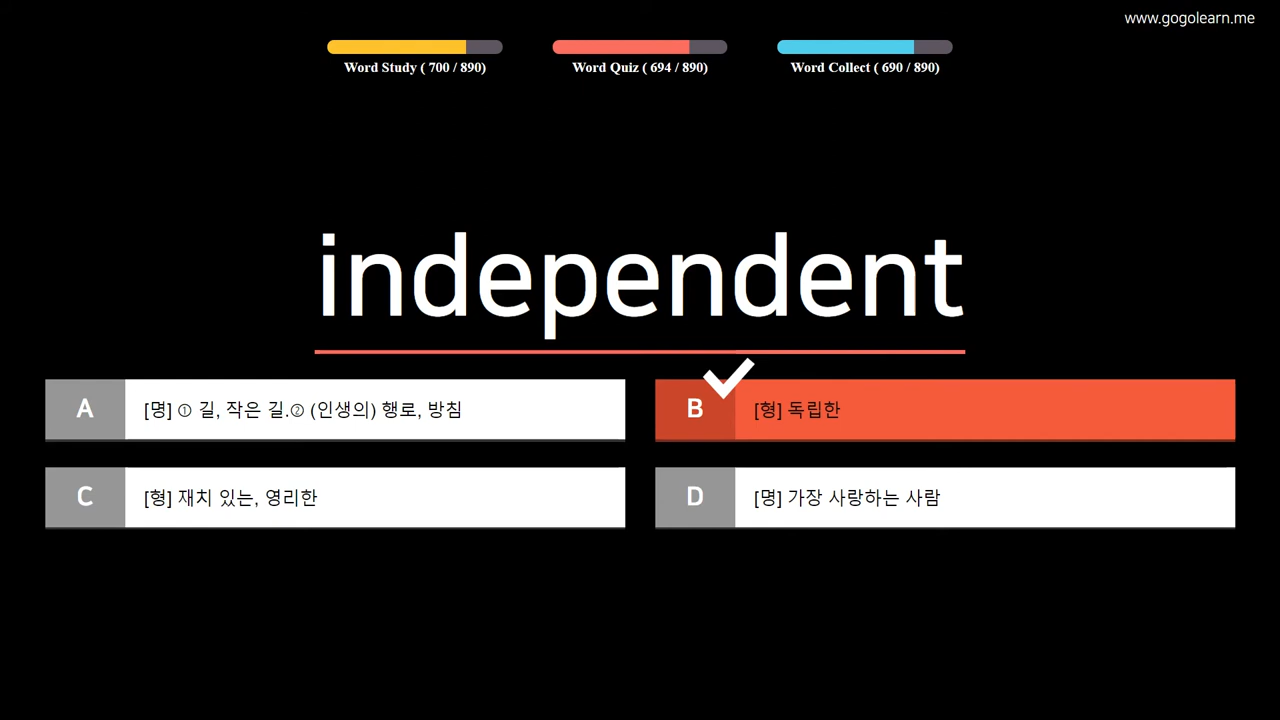 www.gogolearn.me
Word Study ( 700 / 890) Word Quiz ( 694 / 890) Word Collect ( 690 / 890)
independent
A [명] ① 길, 작은 길.② (인생의) 행로, 방침
B [형] 독립한
C [형] 재치 있는, 영리한
D [명] 가장 사랑하는 사람